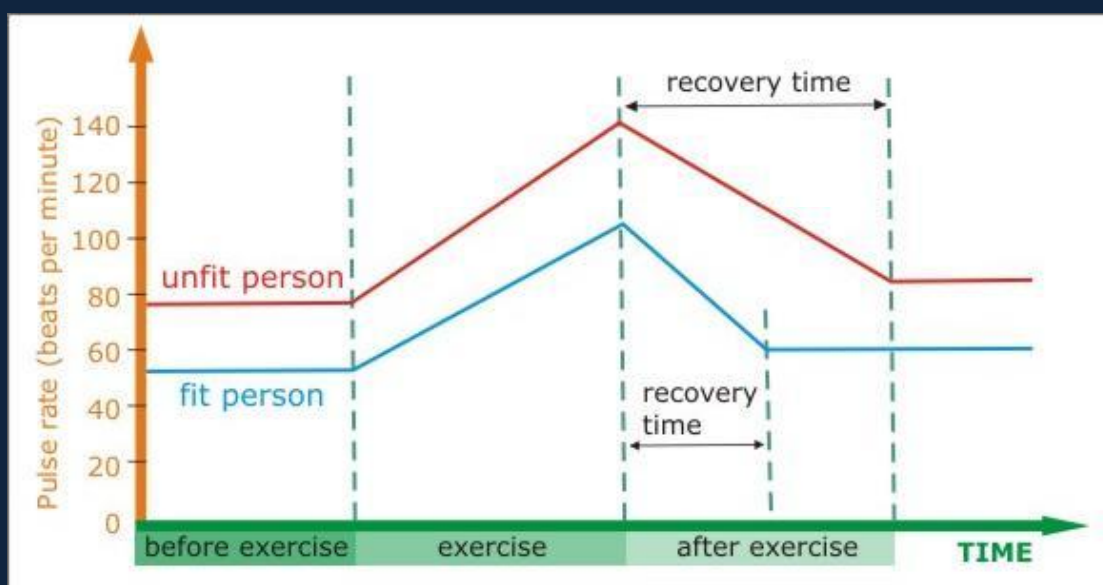 Pulse rate (beats per minute)
140
120
100
80
60
40
20
0
recovery time
unfit person
fit person
recovery
time
before exercise
exercise
after exercise
TIME